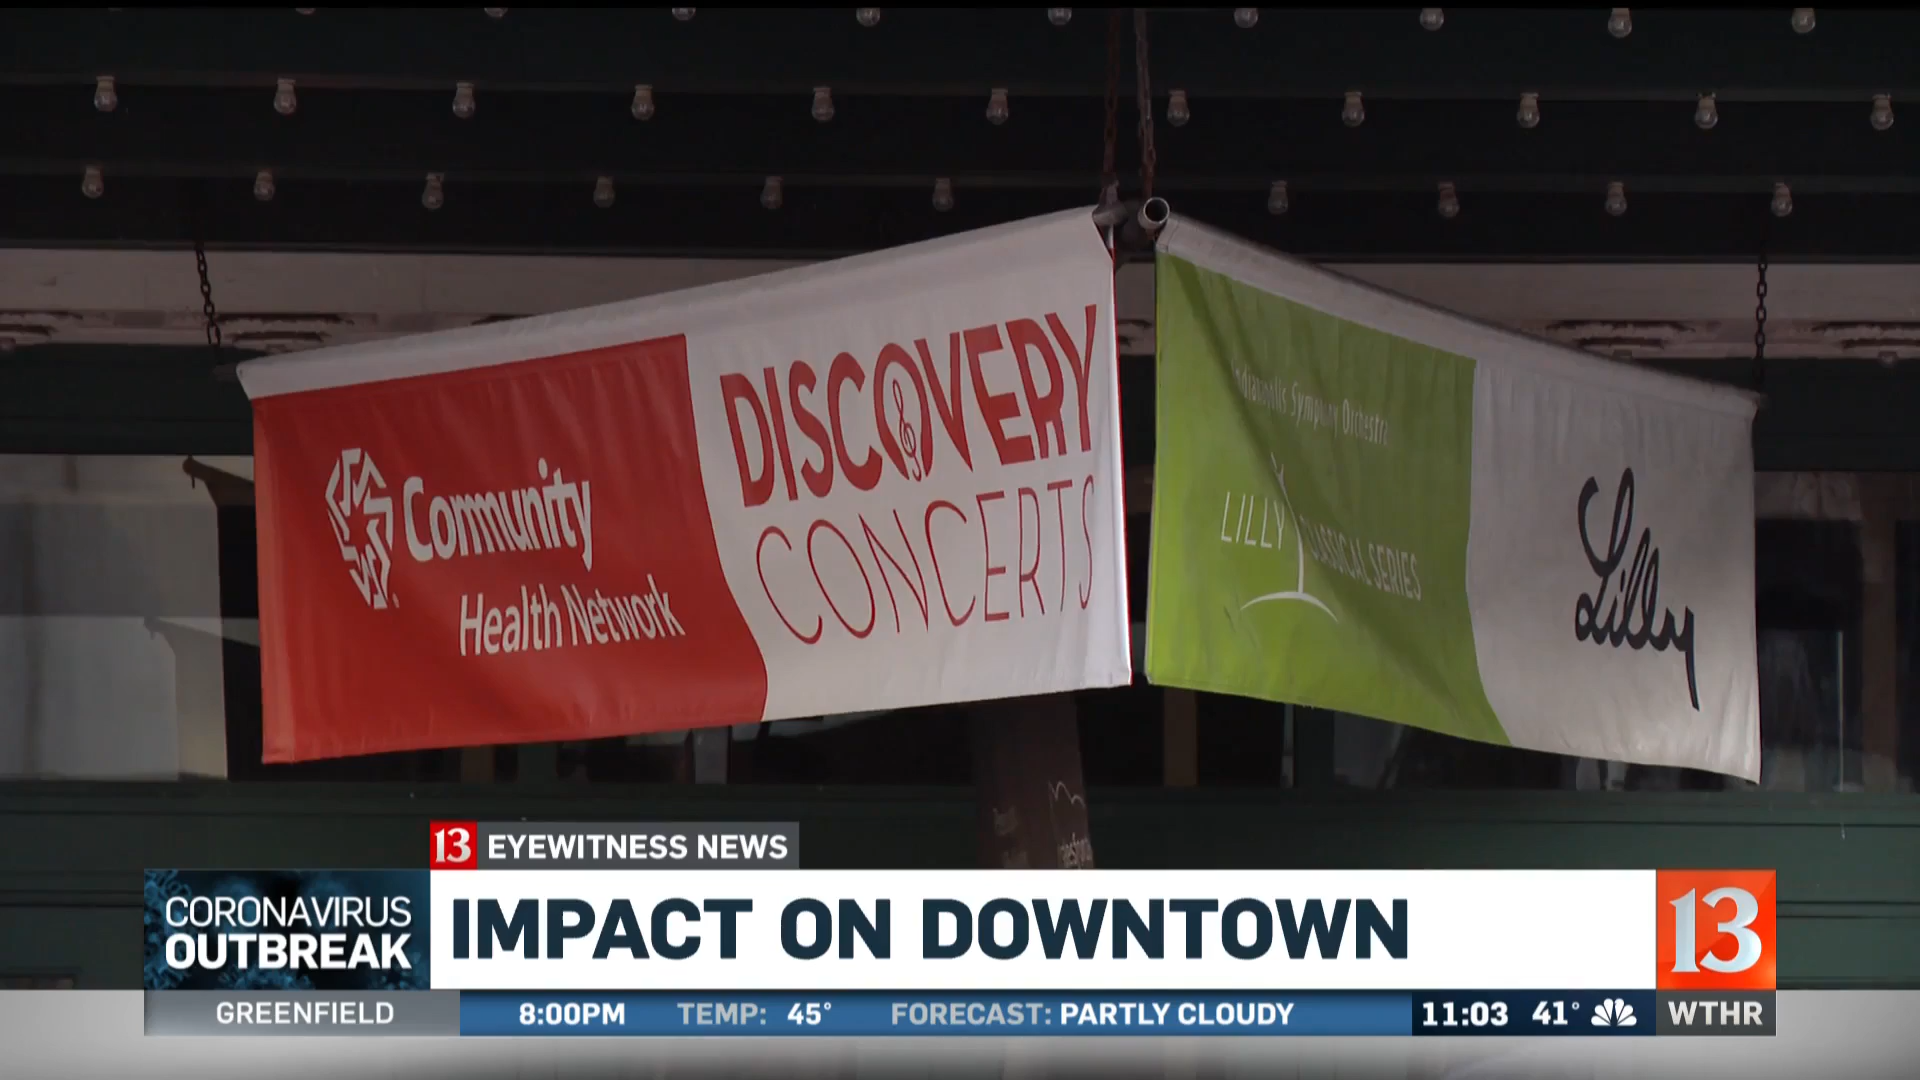 Community
Health Network
DISCOVERY
CONCERTS
Indianapolis Symphony Orchestra
LILLY CLASSICAL SERIES
Lilly
13 EYEWITNESS NEWS
CORONAVIRUS
OUTBREAK
IMPACT ON DOWNTOWN
13
GREENFIELD
8:00PM TEMP: 45° FORECAST: PARTLY CLOUDY
11:03 41°
WTHR